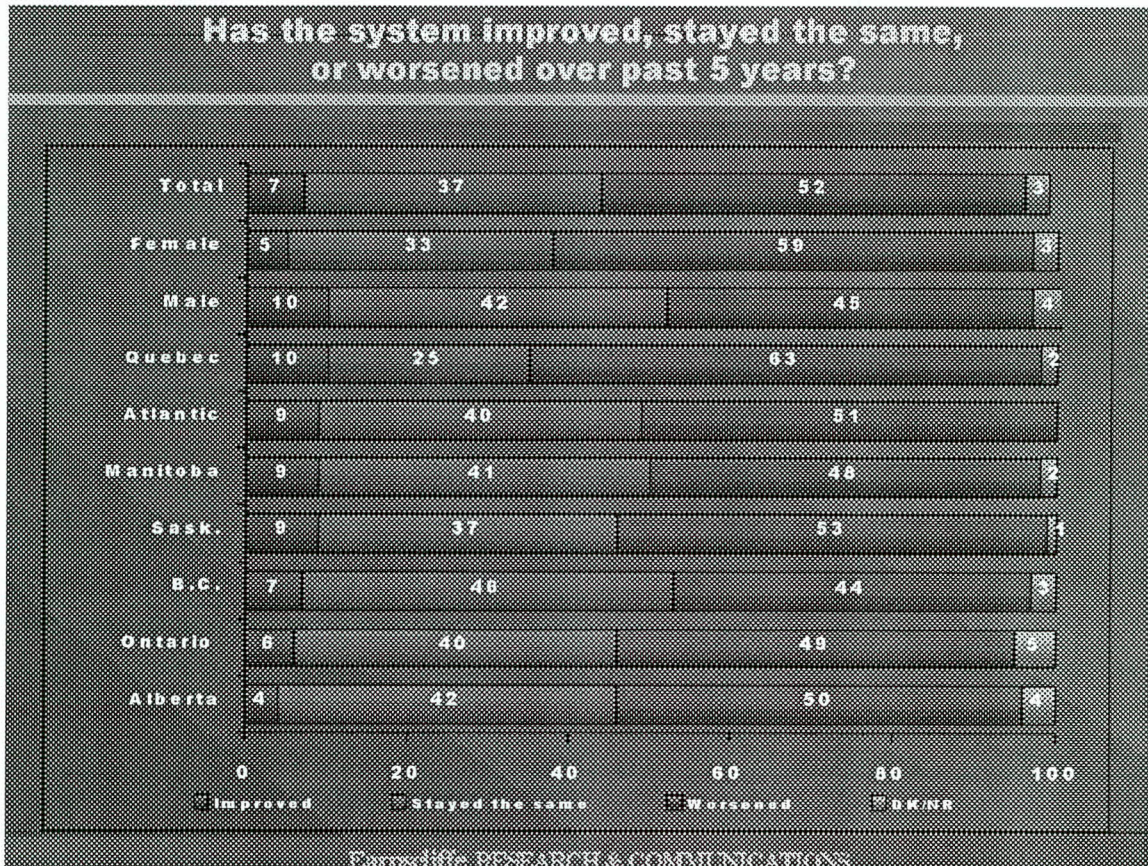 Has the system improved, stayed the same,
or worsened over past 5 years?
Total 7 37 52 3
Female 5 33 59 3
Male 10 42 45 4
Quebec 10 25 63 2
Atlantic 9 40 51
Manitoba 9 41 48 2
Sask. 9 37 53 1
B.C. 7 46 44 3
Ontario 6 40 49 5
Alberta 4 42 50 4
0 20 40 60 80 100
Improved Stayed the same Worsened DK/NR
Earnscliffe RESEARCH & COMMUNICATIONS